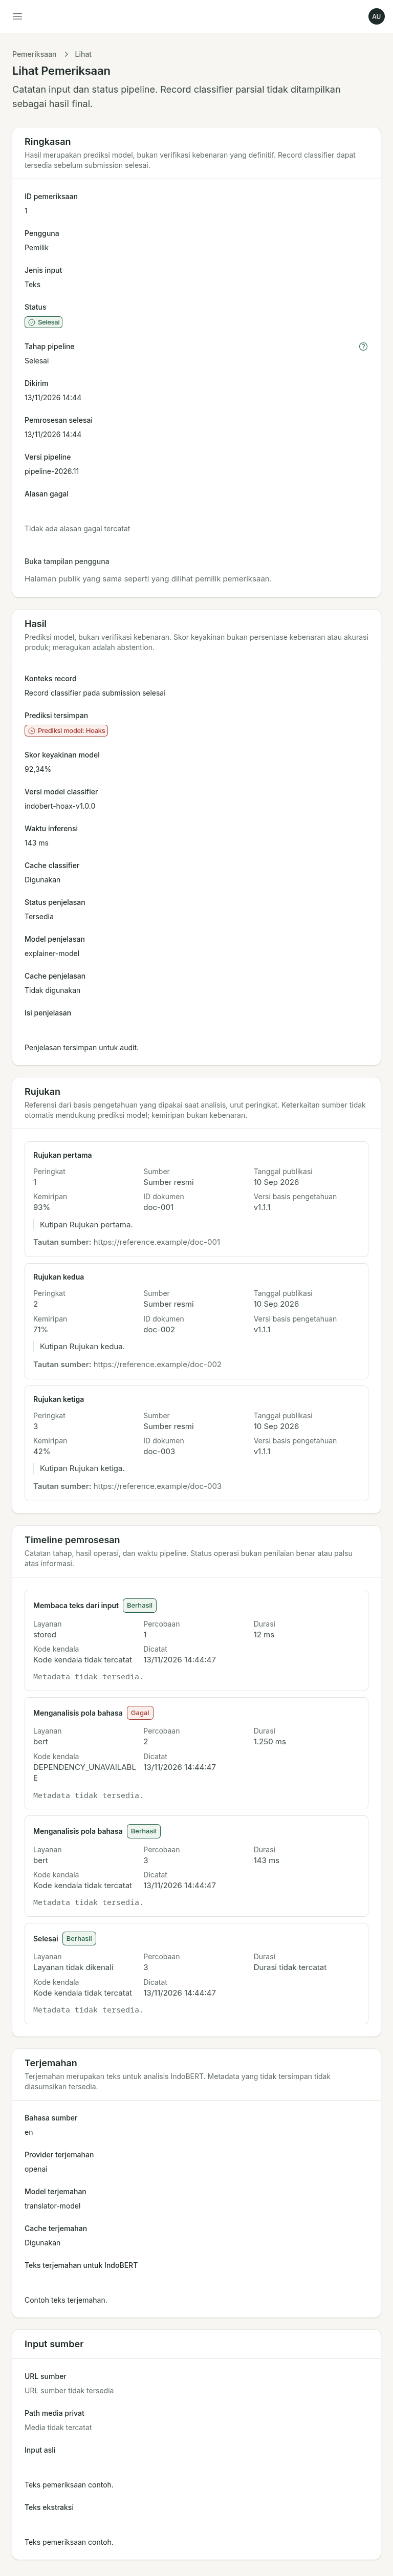 AU
Pemeriksaan > Lihat
Lihat Pemeriksaan
Catatan input dan status pipeline. Record classifier parsial tidak ditampilkan
sebagai hasil final.
Ringkasan
Hasil merupakan prediksi model, bukan verifikasi kebenaran yang definitif. Record classifier dapat
tersedia sebelum submission selesai.
ID pemeriksaan
1
Pengguna
Pemilik
Jenis input
Teks
Status
Selesai
Tahap pipeline
Selesai
Dikirim
13/11/2026 14:44
Pemrosesan selesai
13/11/2026 14:44
Versi pipeline
pipeline-2026.11
Alasan gagal
Tidak ada alasan gagal tercatat
Buka tampilan pengguna
Halaman publik yang sama seperti yang dilihat pemilik pemeriksaan.
Hasil
Prediksi model, bukan verifikasi kebenaran. Skor keyakinan bukan persentase kebenaran atau akurasi
produk; meragukan adalah abstention.
Konteks record
Record classifier pada submission selesai
Prediksi tersimpan
Prediksi model: Hoaks
Skor keyakinan model
92,34%
Versi model classifier
indobert-hoax-v1.0.0
Waktu inferensi
143 ms
Cache classifier
Digunakan
Status penjelasan
Tersedia
Model penjelasan
explainer-model
Cache penjelasan
Tidak digunakan
Isi penjelasan
Penjelasan tersimpan untuk audit.
Rujukan
Referensi dari basis pengetahuan yang dipakai saat analisis, urut peringkat. Keterkaitan sumber tidak
otomatis mendukung prediksi model; kemiripan bukan kebenaran.
Rujukan pertama
Peringkat Sumber Tanggal publikasi
1 Sumber resmi 10 Sep 2026
Kemiripan ID dokumen Versi basis pengetahuan
93% doc-001 v1.1.1
Kutipan Rujukan pertama.
Tautan sumber: https://reference.example/doc-001
Rujukan kedua
Peringkat Sumber Tanggal publikasi
2 Sumber resmi 10 Sep 2026
Kemiripan ID dokumen Versi basis pengetahuan
71% doc-002 v1.1.1
Kutipan Rujukan kedua.
Tautan sumber: https://reference.example/doc-002
Rujukan ketiga
Peringkat Sumber Tanggal publikasi
3 Sumber resmi 10 Sep 2026
Kemiripan ID dokumen Versi basis pengetahuan
42% doc-003 v1.1.1
Kutipan Rujukan ketiga.
Tautan sumber: https://reference.example/doc-003
Timeline pemrosesan
Catatan tahap, hasil operasi, dan waktu pipeline. Status operasi bukan penilaian benar atau palsu
atas informasi.
Membaca teks dari input Berhasil
Layanan Percobaan Durasi
stored 1 12 ms
Kode kendala Dicatat
Kode kendala tidak tercatat 13/11/2026 14:44:47
Metadata tidak tersedia.
Menganalisis pola bahasa Gagal
Layanan Percobaan Durasi
bert 2 1.250 ms
Kode kendala Dicatat
DEPENDENCY_UNAVAILABL 13/11/2026 14:44:47
E
Metadata tidak tersedia.
Menganalisis pola bahasa Berhasil
Layanan Percobaan Durasi
bert 3 143 ms
Kode kendala Dicatat
Kode kendala tidak tercatat 13/11/2026 14:44:47
Metadata tidak tersedia.
Selesai Berhasil
Layanan Percobaan Durasi
Layanan tidak dikenali 3 Durasi tidak tercatat
Kode kendala Dicatat
Kode kendala tidak tercatat 13/11/2026 14:44:47
Metadata tidak tersedia.
Terjemahan
Terjemahan merupakan teks untuk analisis IndoBERT. Metadata yang tidak tersimpan tidak
diasumsikan tersedia.
Bahasa sumber
en
Provider terjemahan
openai
Model terjemahan
translator-model
Cache terjemahan
Digunakan
Teks terjemahan untuk IndoBERT
Contoh teks terjemahan.
Input sumber
URL sumber
URL sumber tidak tersedia
Path media privat
Media tidak tercatat
Input asli
Teks pemeriksaan contoh.
Teks ekstraksi
Teks pemeriksaan contoh.